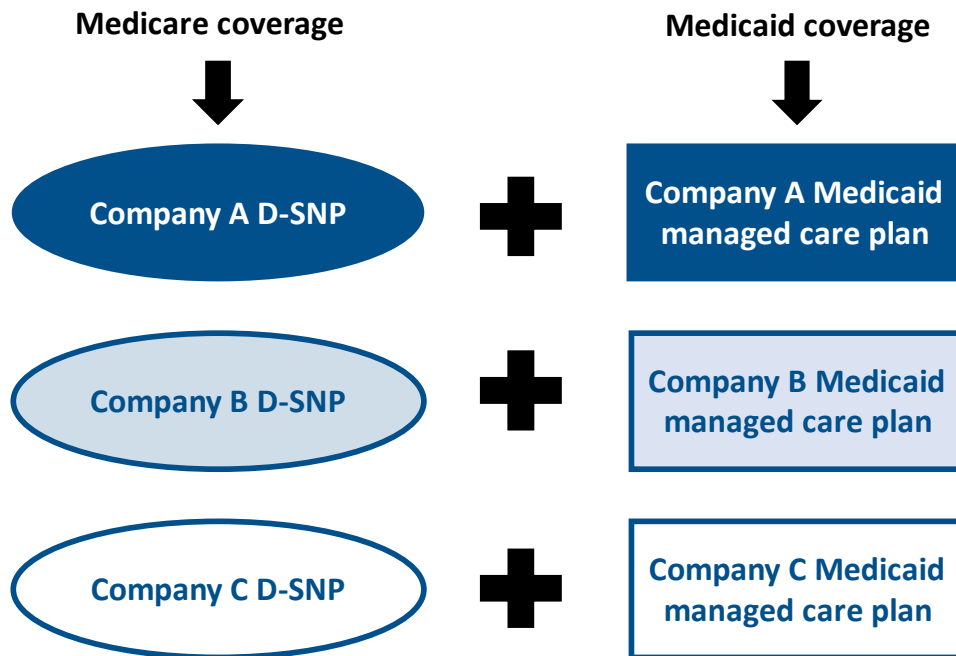 Medicare coverage
Medicaid coverage
Company A D-SNP
Company A Medicaid
managed care plan
Company B D-SNP
Company B Medicaid
managed care plan
Company C D-SNP
Company C Medicaid
managed care plan